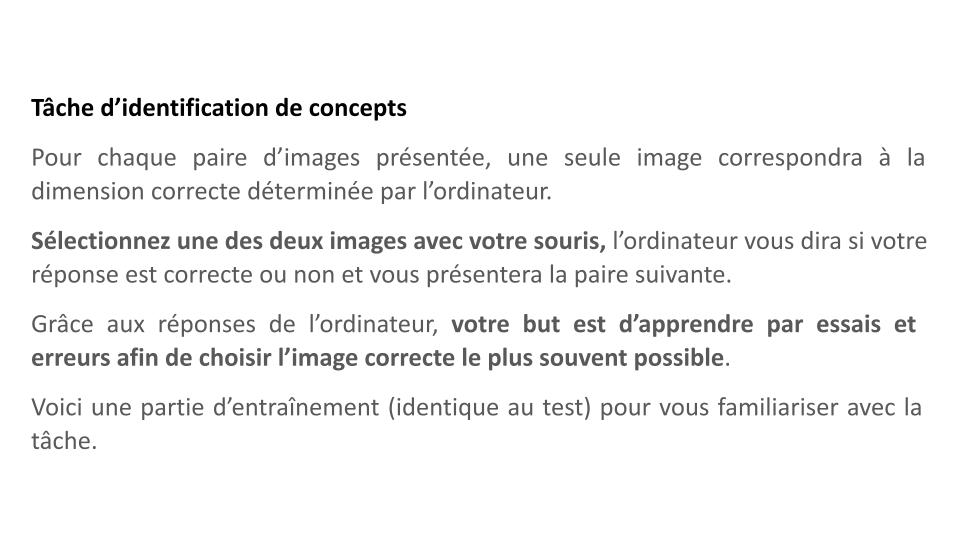 Tâche d’identification de concepts
Pour chaque paire d’images présentée, une seule image correspondra à la
dimension correcte déterminée par l’ordinateur.
Sélectionnez une des deux images avec votre souris, l’ordinateur vous dira si votre
réponse est correcte ou non et vous présentera la paire suivante.
Grâce aux réponses de l’ordinateur, votre but est d’apprendre par essais et
erreurs afin de choisir l’image correcte le plus souvent possible.
Voici une partie d’entraînement (identique au test) pour vous familiariser avec la
tâche.